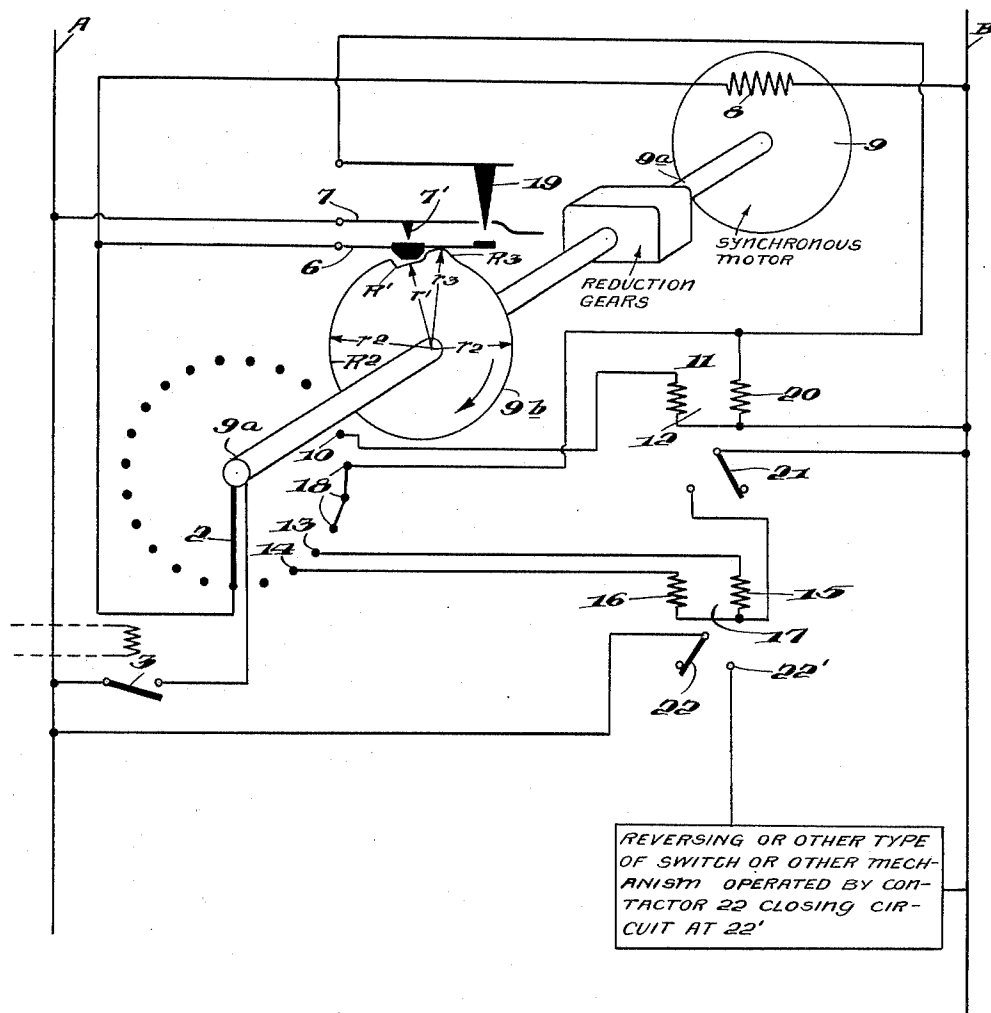 A
B
8
9a
9
19
7
7'
6
R'
R3
r'
r3
SYNCHRONOUS
MOTOR
REDUCTION
GEARS
r2
r2
R2
9b
11
20
12
9a
10
18
21
2
13
14
16
15
17
3
22
22'
REVERSING OR OTHER TYPE
OF SWITCH OR OTHER MECH-
ANISM OPERATED BY CON-
TACTOR 22 CLOSING CIR-
CUIT AT 22'